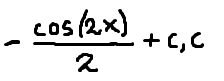 - cos(2x)/2 + c, c